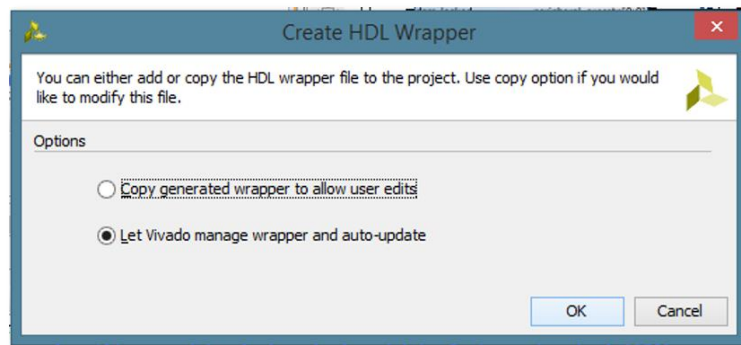 Create HDL Wrapper
You can either add or copy the HDL wrapper file to the project. Use copy option if you would
like to modify this file.
Options
Copy generated wrapper to allow user edits
Let Vivado manage wrapper and auto-update
OK
Cancel